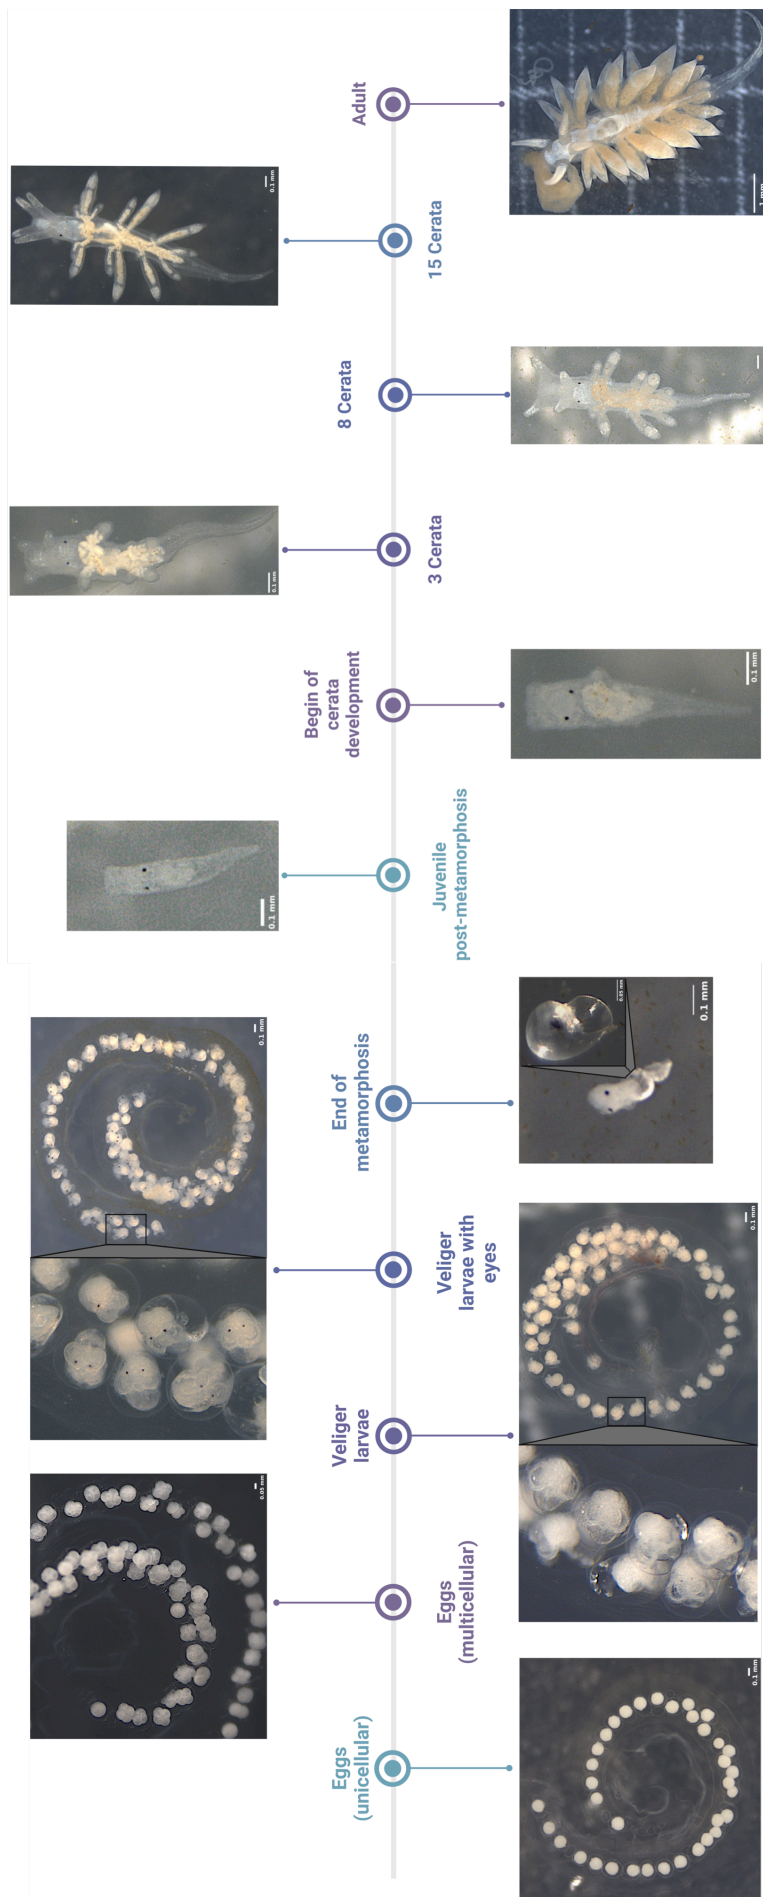 Adult
1 mm
0.1 mm
15 Cerata
8 Cerata
3 Cerata
0.1 mm
Begin of
cerata
development
0.1 mm
Juvenile
post-metamorphosis
0.1 mm
End of
metamorphosis
0.05 mm
0.1 mm
0.1 mm
Veliger
larvae with
eyes
0.1 mm
Veliger
larvae
0.05 mm
Eggs
(multicellular)
Eggs
(unicellular)
0.1 mm